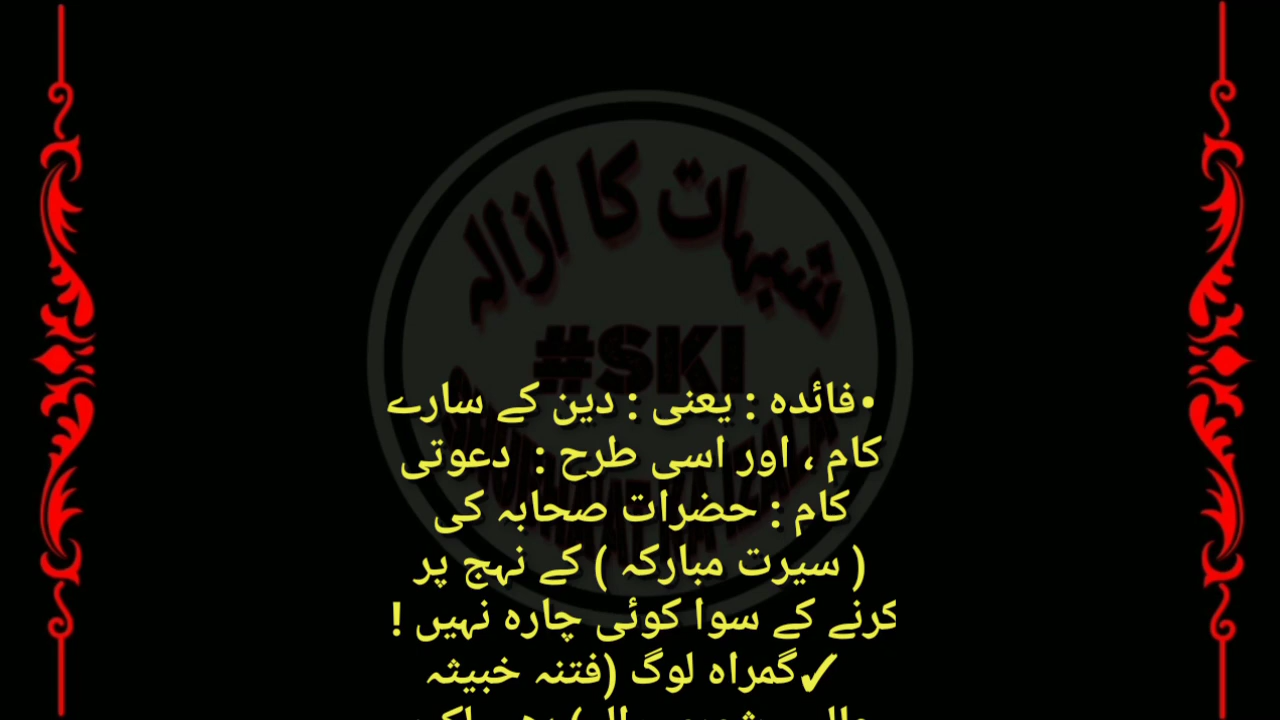 شبہات کا ازالہ
#SKI
•فائدہ : یعنی : دین کے سارے
کام ، اور اسی طرح : دعوتی
کام : حضرات صحابہ کی
( سیرت مبارکہ ) کے نہج پر
کرنے کے سوا کوئی چارہ نہیں !
✓گمراہ لوگ (فتنہ خبیثہ